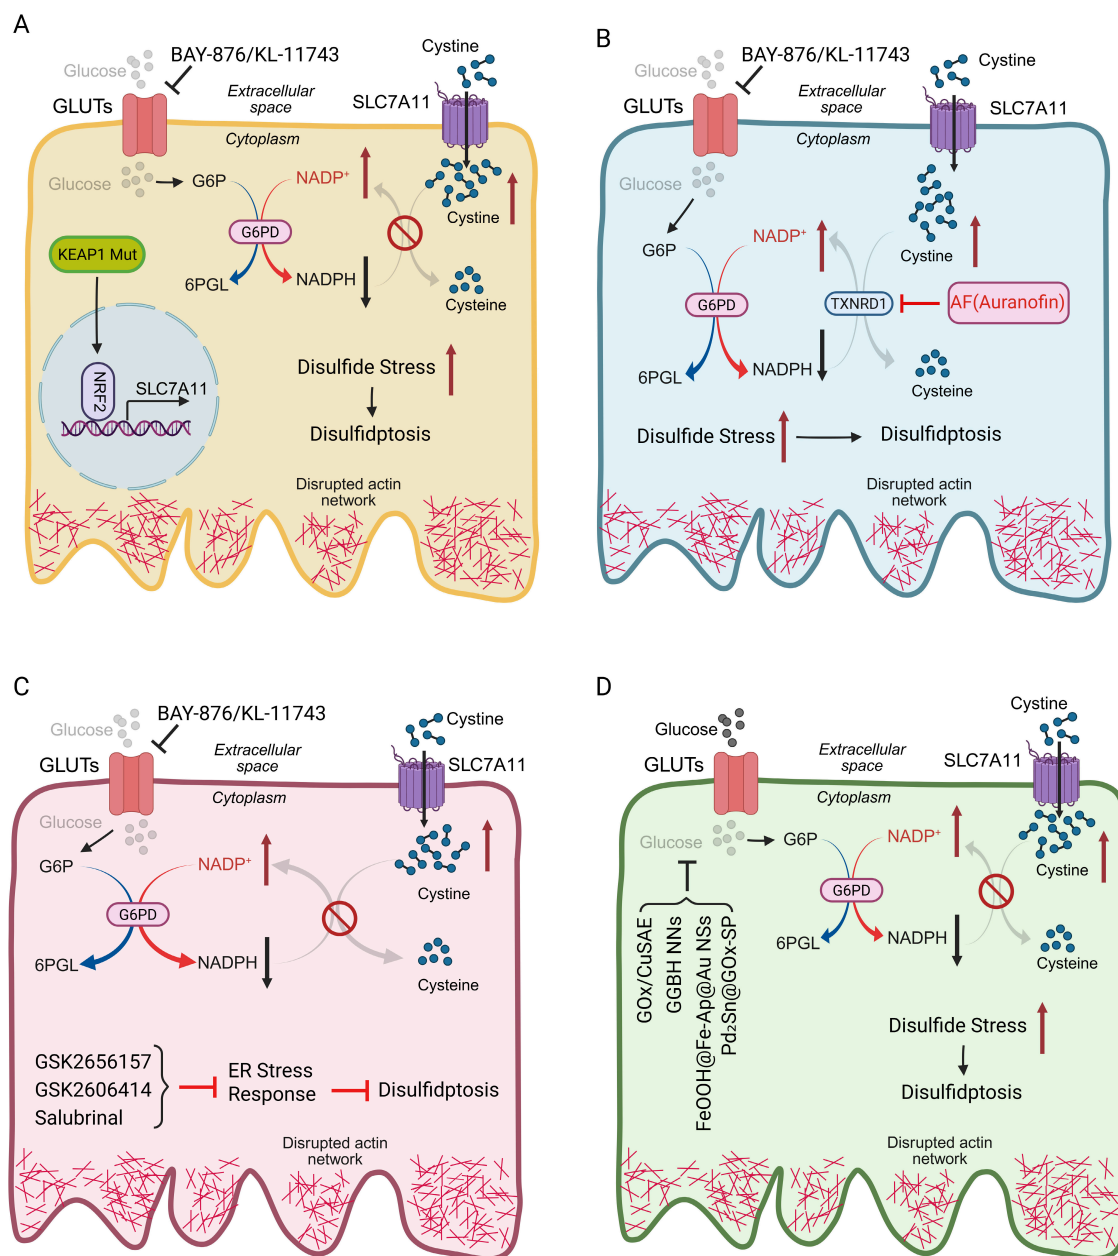 A
BAY-876/KL-11743
Glucose
GLUTs
Extracellular
space
Cytoplasm
Cystine
SLC7A11
Glucose
G6P
NADP+
G6PD
6PGL
NADPH
Cystine
Cysteine
KEAP1 Mut
NRF2
SLC7A11
Disulfide Stress
Disulfidptosis
Disrupted actin
network
B
BAY-876/KL-11743
Glucose
GLUTs
Extracellular
space
Cytoplasm
Cystine
SLC7A11
Glucose
G6P
NADP+
G6PD
6PGL
NADPH
Cystine
TXNRD1
AF(Auranofin)
Cysteine
Disulfide Stress
Disulfidptosis
Disrupted actin
network
C
BAY-876/KL-11743
Glucose
GLUTs
Extracellular
space
Cytoplasm
Cystine
SLC7A11
Glucose
G6P
NADP+
G6PD
6PGL
NADPH
Cystine
Cysteine
GSK2656157
GSK2606414
Salubrinal
ER Stress
Response
Disulfidptosis
Disrupted actin
network
D
Glucose
GLUTs
Extracellular
space
Cytoplasm
Cystine
SLC7A11
Glucose
G6P
NADP+
G6PD
6PGL
NADPH
Cystine
Cysteine
GOx/CuSAE
GGBH NNs
FeOOH@Fe-Ap@Au NSs
Pd₂Sn@GOx-SP
Disulfide Stress
Disulfidptosis
Disrupted actin
network